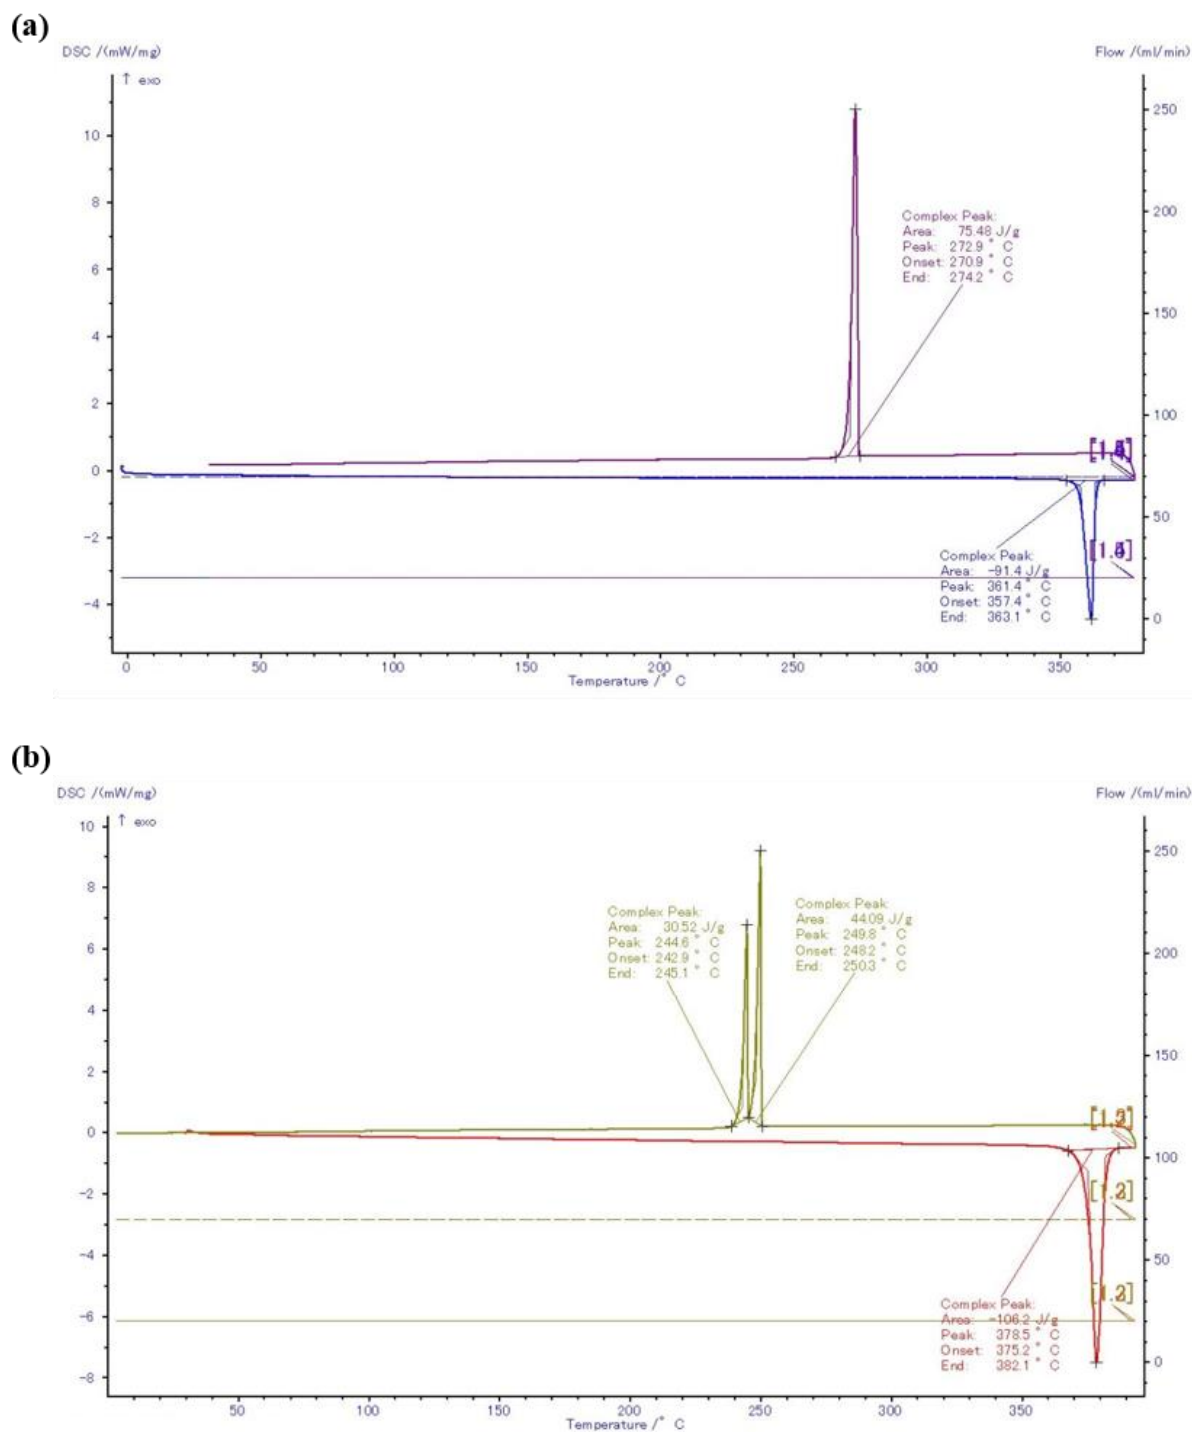 (a)
DSC /(mW/mg)
Flow /(ml/min)
↑ exo
10
8
6
4
2
0
-2
-4
250
200
150
100
50
0
Complex Peak:
Area: 75.48 J/g
Peak: 272.9 ° C
Onset: 270.9 ° C
End: 274.2 ° C
Complex Peak:
Area: -91.4 J/g
Peak: 361.4 ° C
Onset: 357.4 ° C
End: 363.1 ° C
0 50 100 150 200 250 300 350
Temperature /° C
(b)
DSC /(mW/mg)
Flow /(ml/min)
↑ exo
10
8
6
4
2
0
-2
-4
-6
-8
250
200
150
100
50
0
Complex Peak:
Area: 30.52 J/g
Peak: 244.6 ° C
Onset: 242.9 ° C
End: 245.1 ° C
Complex Peak:
Area: 44.09 J/g
Peak: 249.8 ° C
Onset: 248.2 ° C
End: 250.3 ° C
Complex Peak:
Area: -106.2 J/g
Peak: 378.5 ° C
Onset: 375.2 ° C
End: 382.1 ° C
50 100 150 200 250 300 350
Temperature /° C